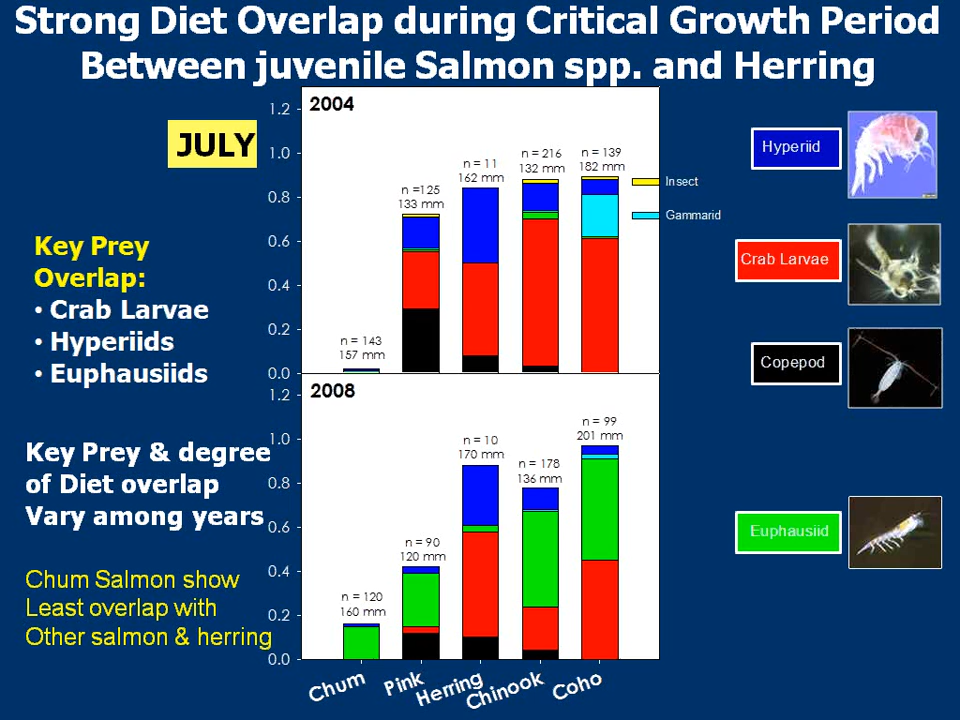 Strong Diet Overlap during Critical Growth Period
Between juvenile Salmon spp. and Herring
JULY
Key Prey
Overlap:
• Crab Larvae
• Hyperiids
• Euphausiids
Key Prey & degree
of Diet overlap
Vary among years
Chum Salmon show
Least overlap with
Other salmon & herring
2004
1.2
1.0
0.8
0.6
0.4
0.2
0.0
n = 143
157 mm
n =125
133 mm
n = 11
162 mm
n = 216
132 mm
n = 139
182 mm
Insect
Gammarid
2008
1.2
1.0
0.8
0.6
0.4
0.2
0.0
n = 120
160 mm
n = 90
120 mm
n = 10
170 mm
n = 178
136 mm
n = 99
201 mm
Chum
Pink
Herring
Chinook
Coho
Hyperiid
Crab Larvae
Copepod
Euphausiid